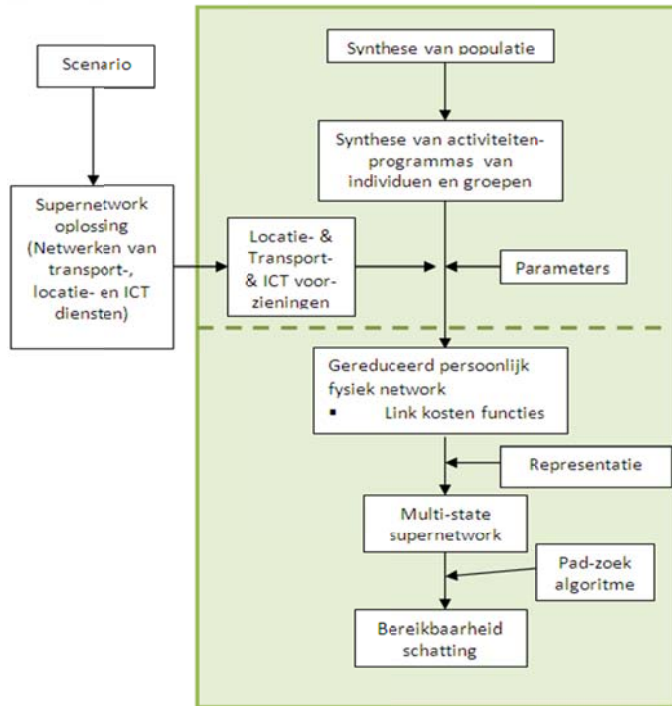 Scenario
Supernetwork
oplossing
(Netwerken van
transport-,
locatie- en ICT
diensten)
Synthese van populatie
Synthese van activiteiten-
programmas van
individuen en groepen
Locatie- &
Transport-
& ICT voor-
zieningen
Parameters
Gereduceerd persoonlijk
fysiek network
▪ Link kosten functies
Representatie
Multi-state
supernetwork
Pad-zoek
algoritme
Bereikbaarheid
schatting